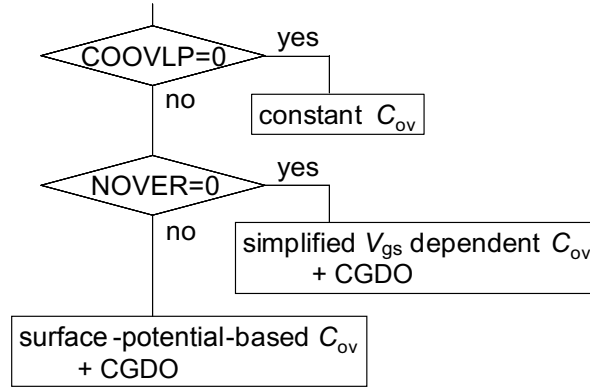 COOVLP=0
yes
no
constant Cov
NOVER=0
yes
no
simplified Vgs dependent Cov
+ CGDO
surface-potential-based Cov
+ CGDO